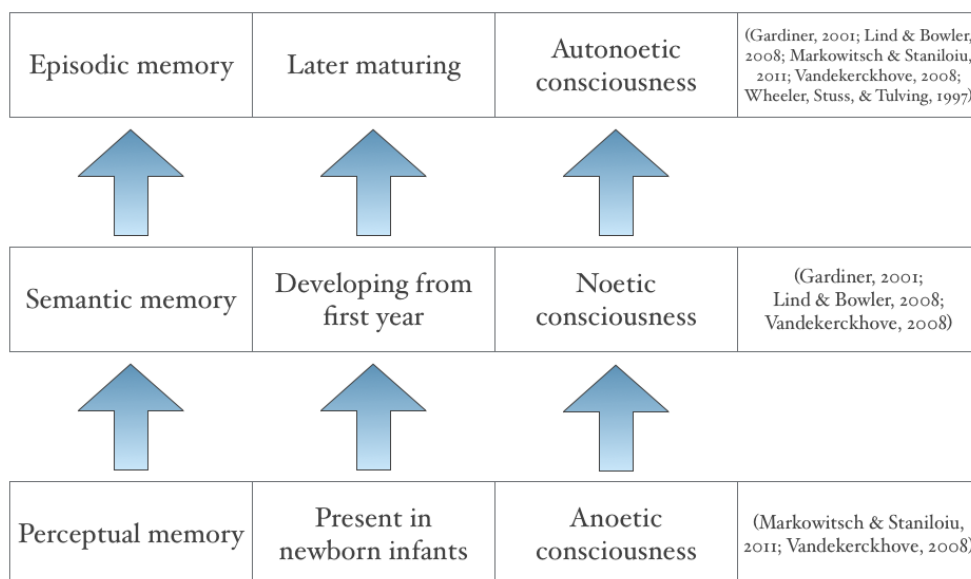 Episodic memory
Later maturing
Autonoetic
consciousness
(Gardiner, 2001; Lind & Bowler,
2008; Markowitsch & Staniloiu,
2011; Vandekerckhove, 2008;
Wheeler, Stuss, & Tulving, 1997)
Semantic memory
Developing from
first year
Noetic
consciousness
(Gardiner, 2001;
Lind & Bowler, 2008;
Vandekerckhove, 2008)
Perceptual memory
Present in
newborn infants
Anoetic
consciousness
(Markowitsch & Staniloiu,
2011; Vandekerckhove, 2008)